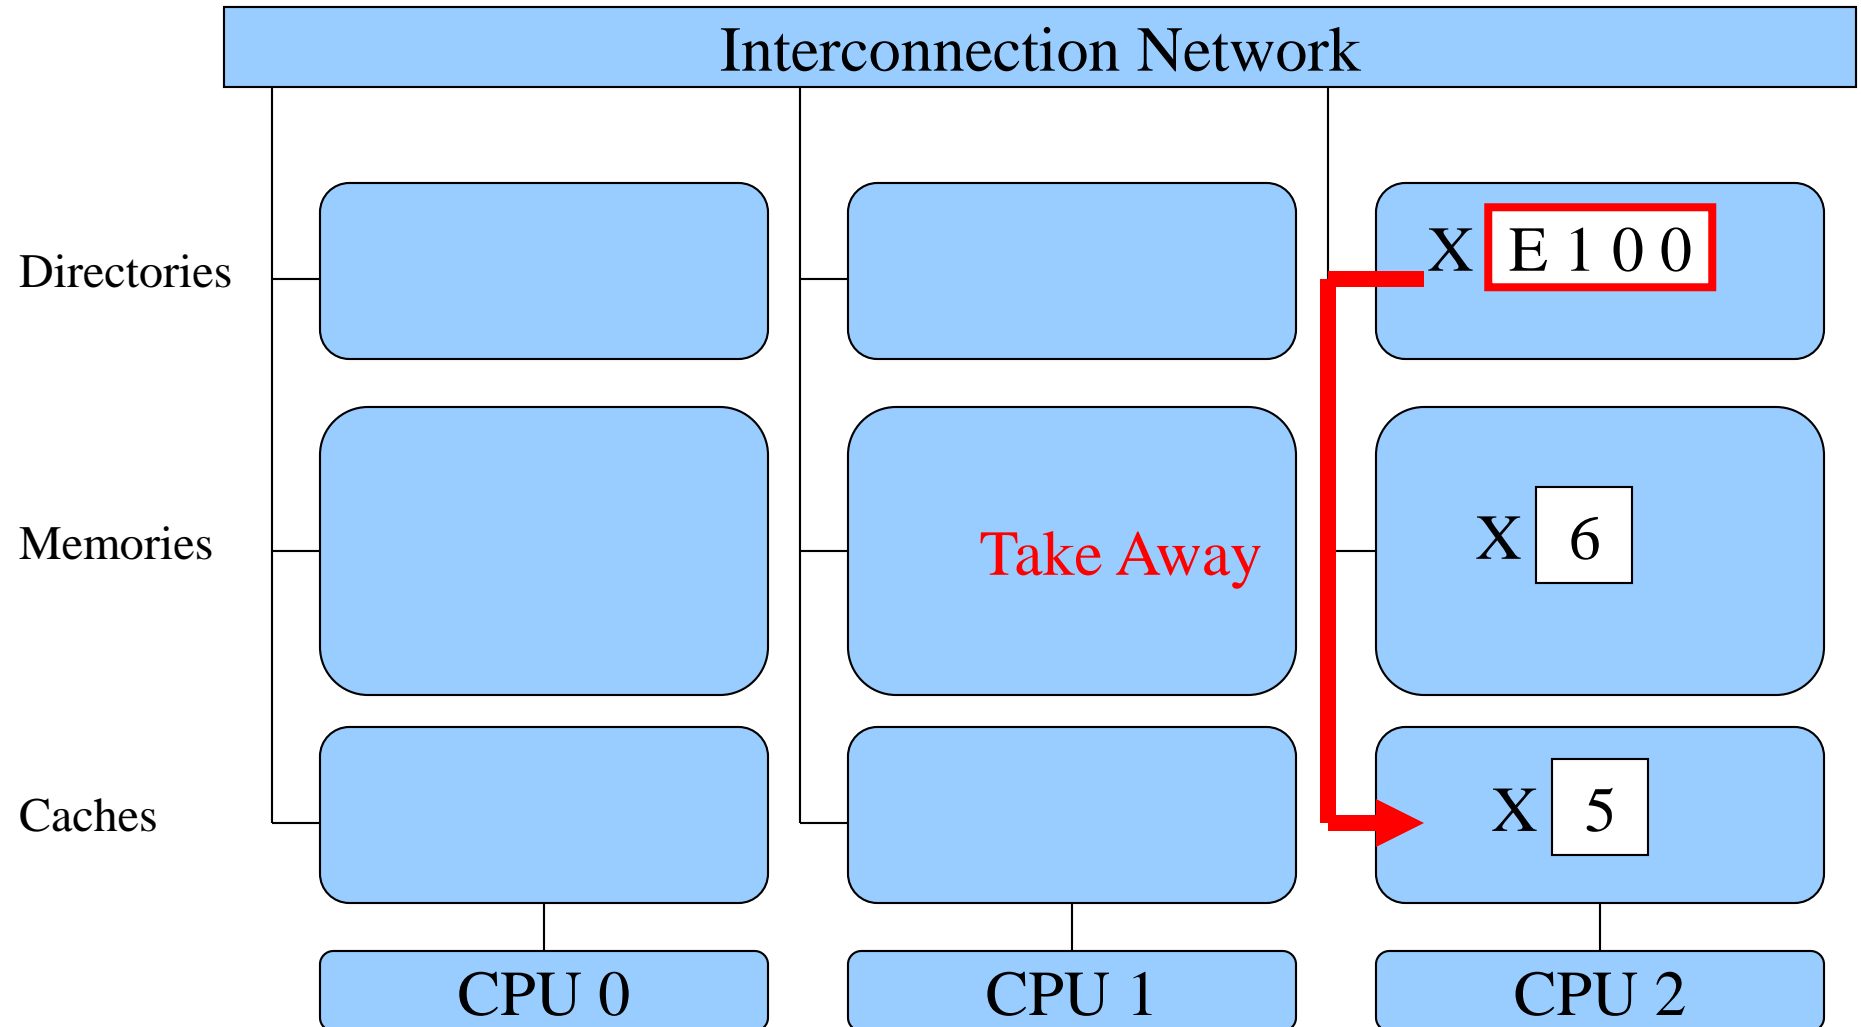 Interconnection Network
Directories
X E 1 0 0
Memories
Take Away
X 6
Caches
X 5
CPU 0
CPU 1
CPU 2